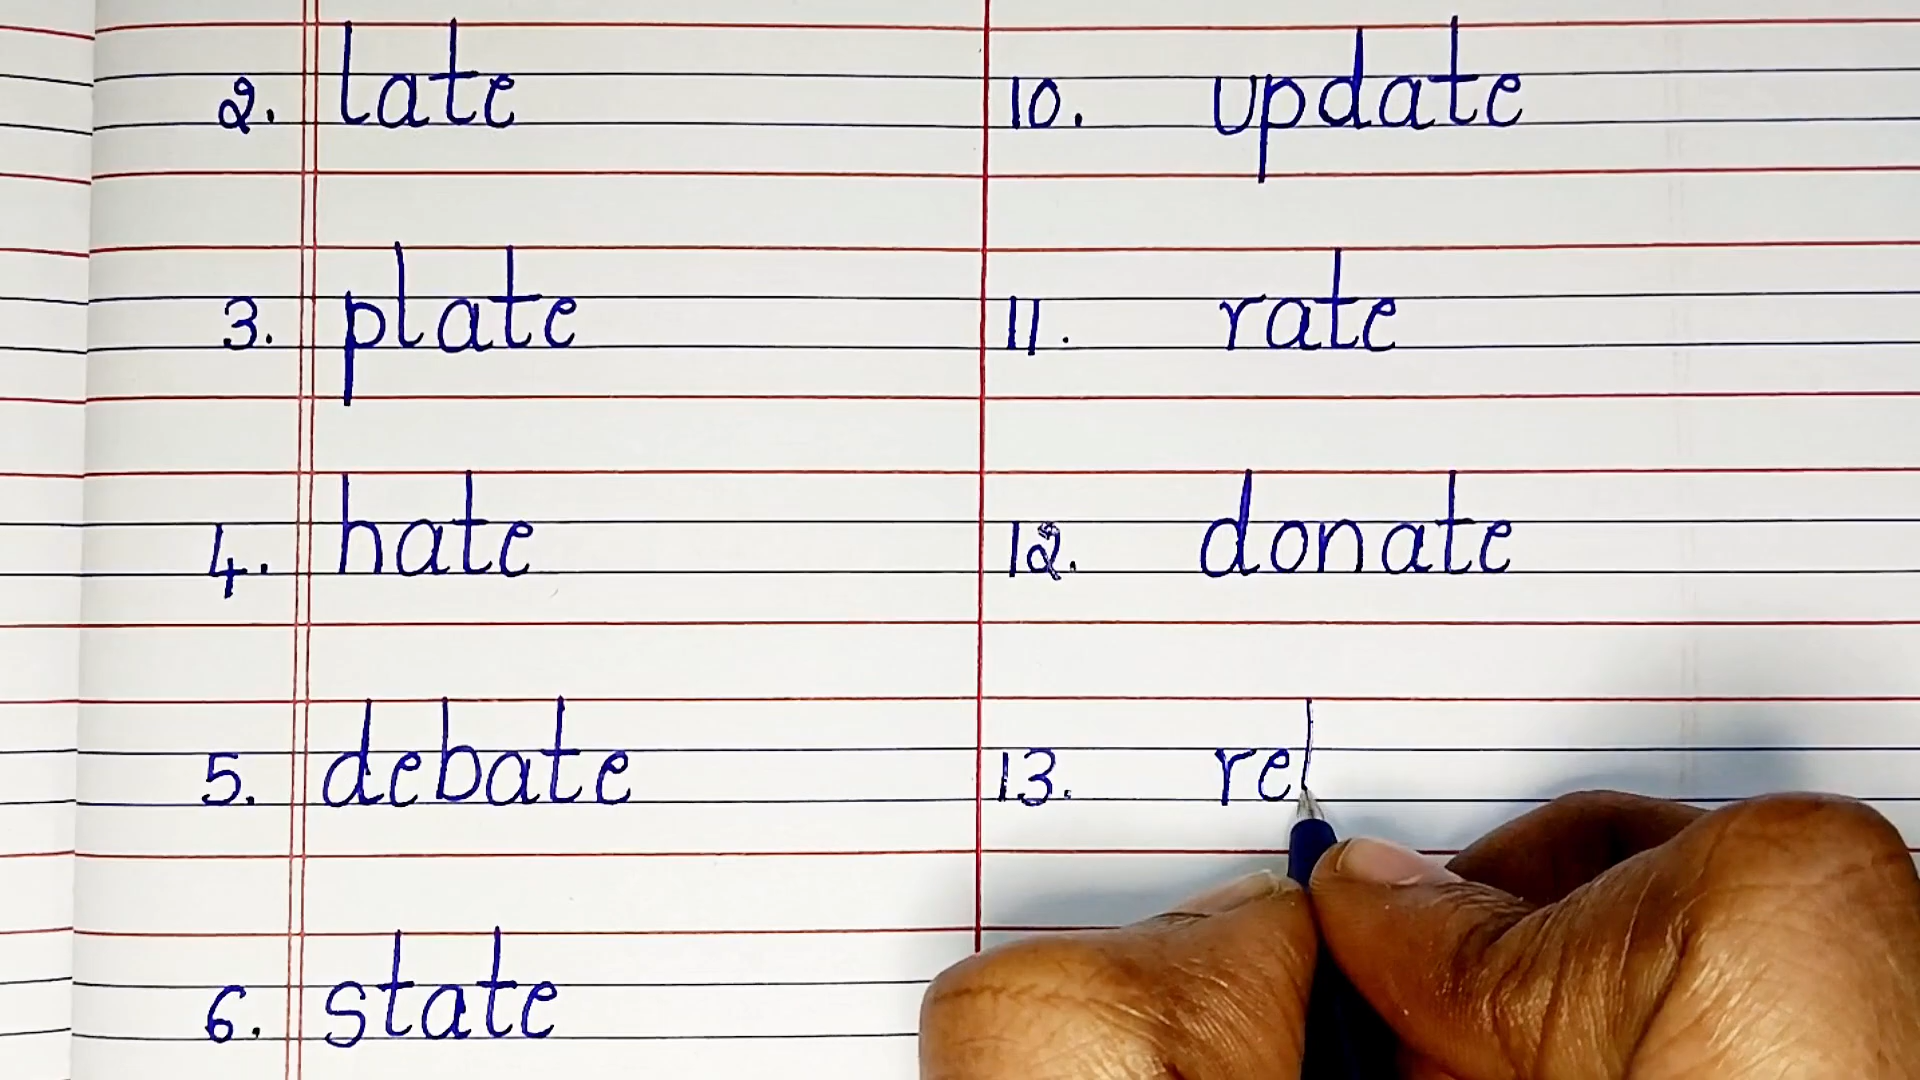 2. late
3. plate
4. hate
5. debate
6. state
10. update
11. rate
12. donate
13. rel